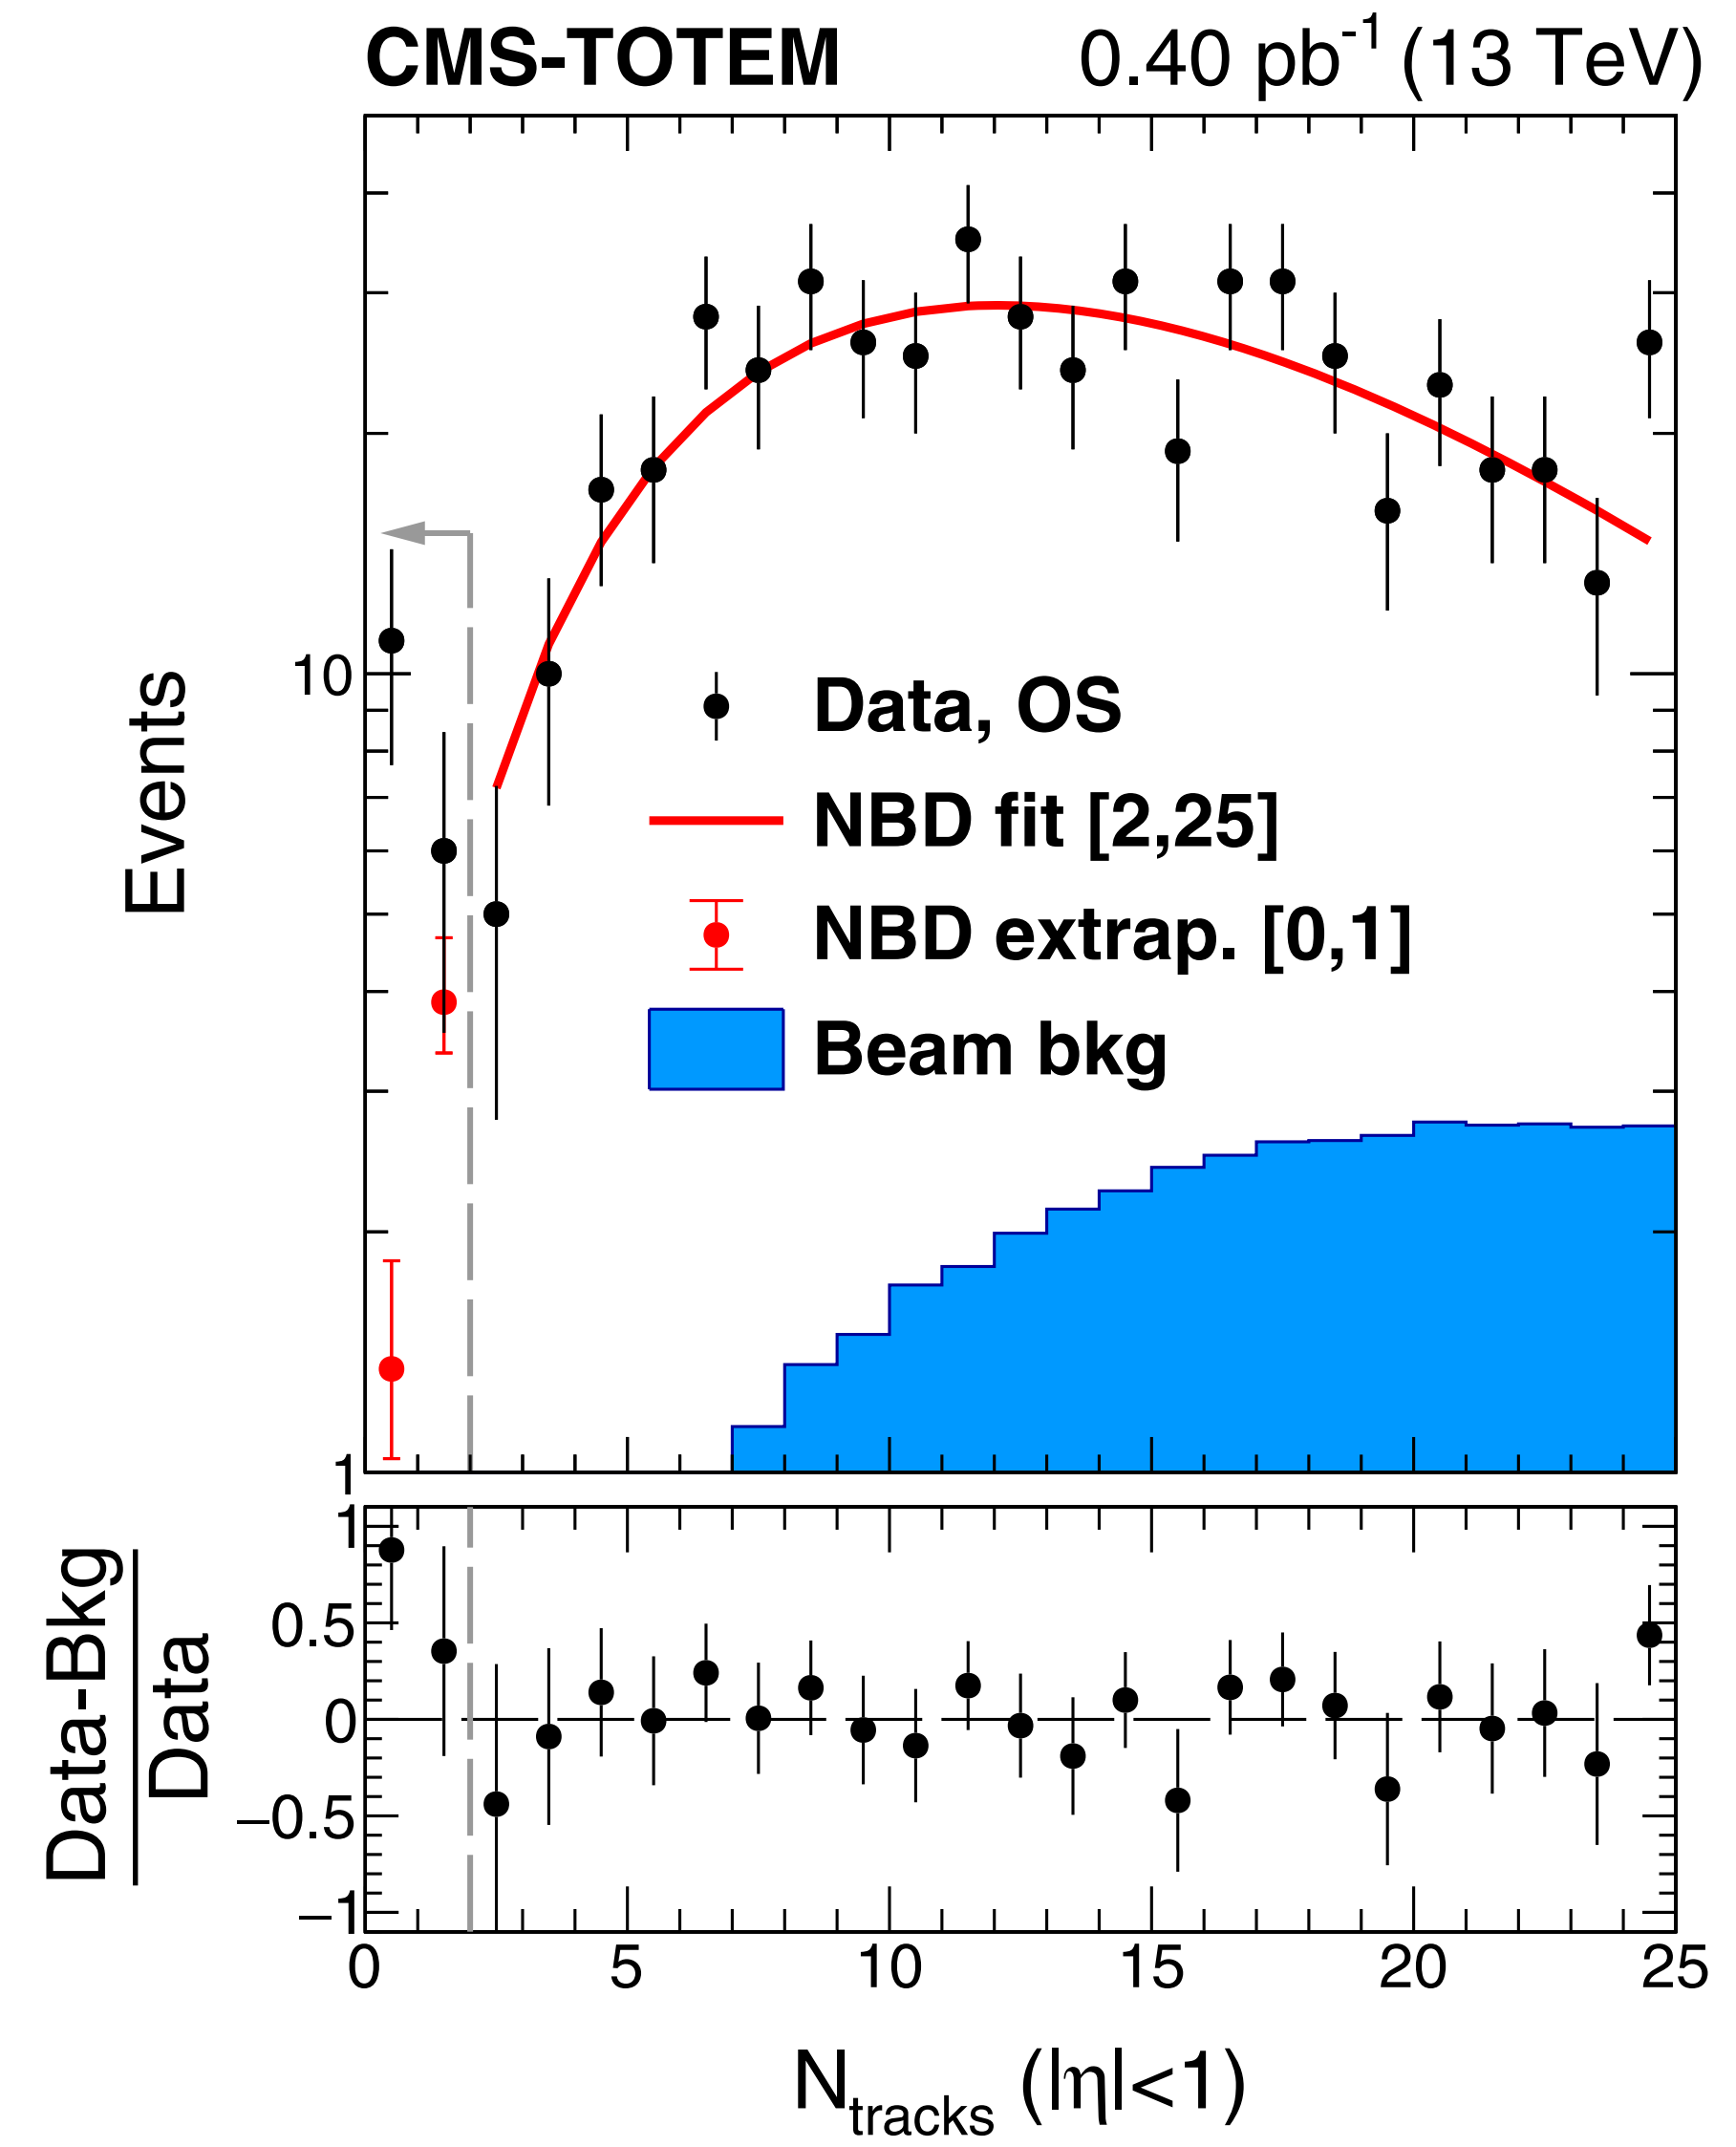 CMS-TOTEM 0.40 pb-1 (13 TeV)
Events
10
1
Data, OS
NBD fit [2,25]
NBD extrap. [0,1]
Beam bkg
Data-Bkg
Data
1
0.5
0
−0.5
−1
0 5 10 15 20 25
Ntracks (|η|<1)